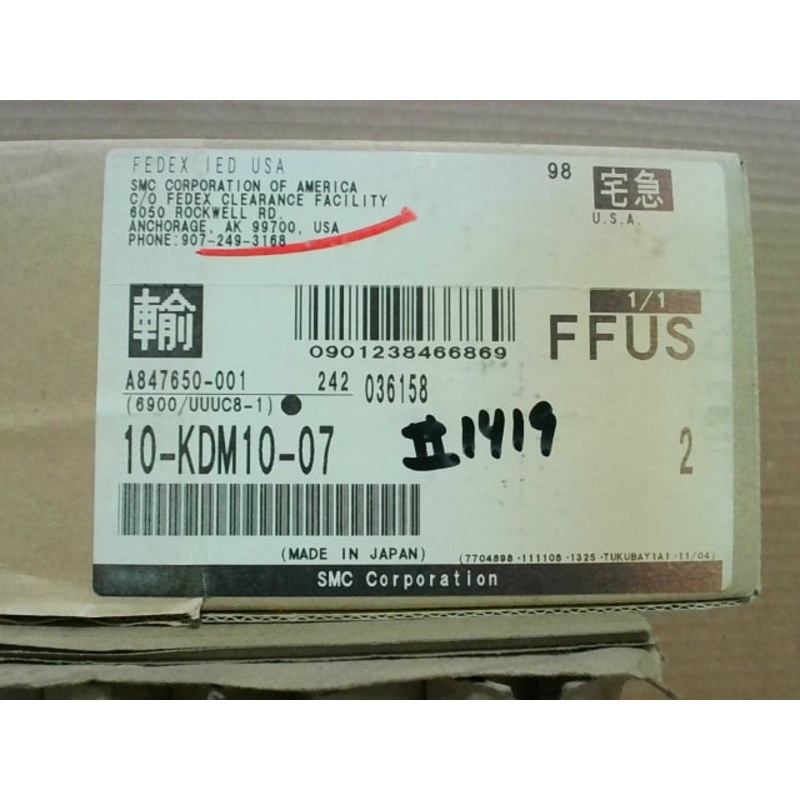 FEDEX IED USA
SMC CORPORATION OF AMERICA
C/O FEDEX CLEARANCE FACILITY
6050 ROCKWELL RD.
ANCHORAGE, AK 99700, USA
PHONE:907-249-3168
98
宅急
U.S.A.
輸
0901238466869
1/1
FFUS
A847650-001 242 036158
(6900/UUUC8-1)
10-KDM10-07
#1419
2
(MADE IN JAPAN)
(7704898-111108-1325-TUKUBAY1A1-11/04)
SMC Corporation